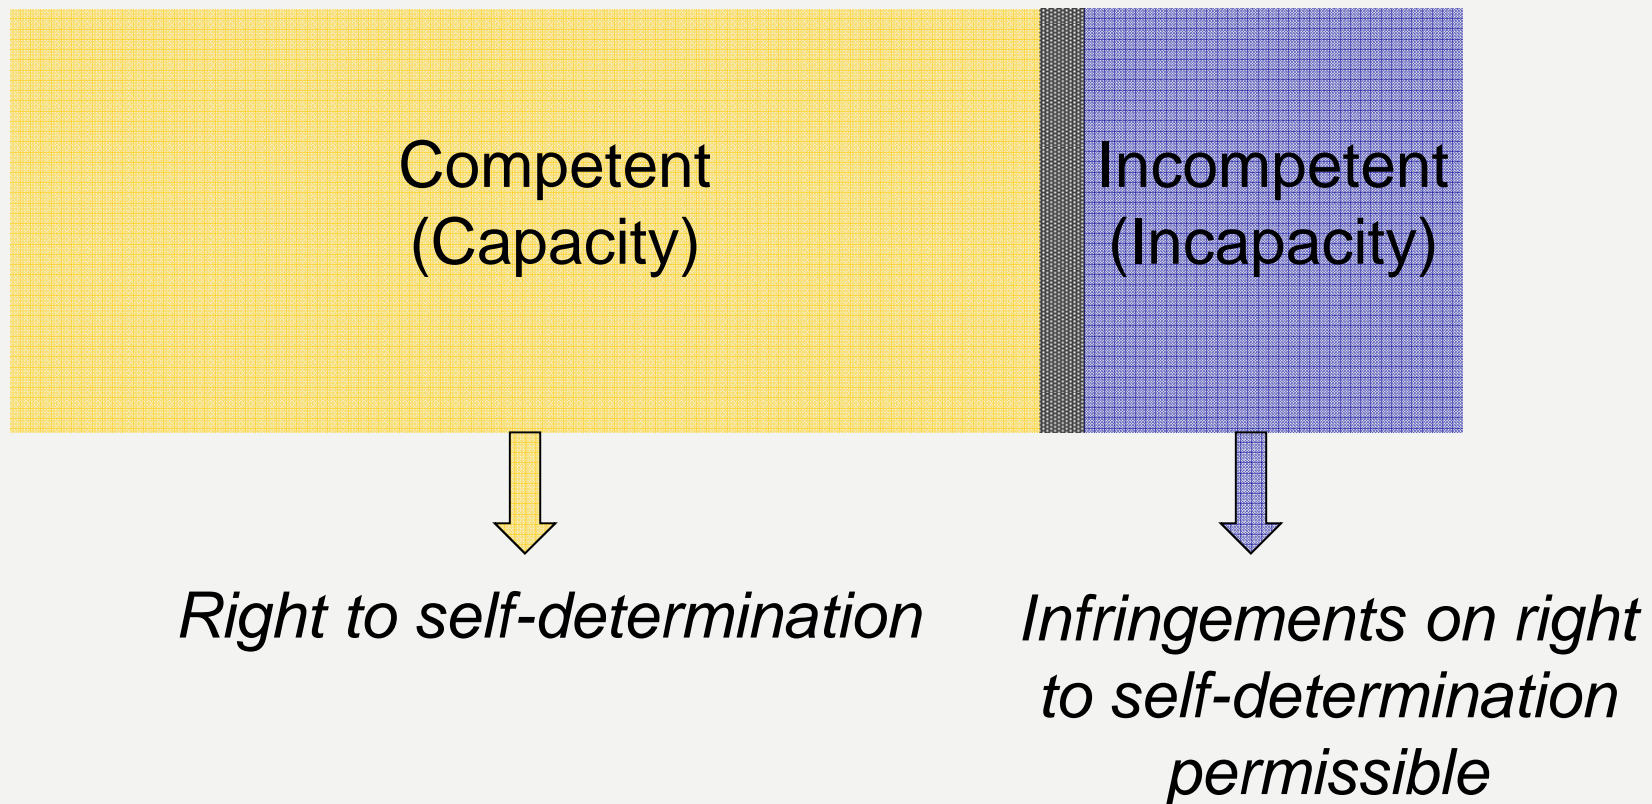 Competent
(Capacity)
Incompetent
(Incapacity)
Right to self-determination
Infringements on right
to self-determination
permissible